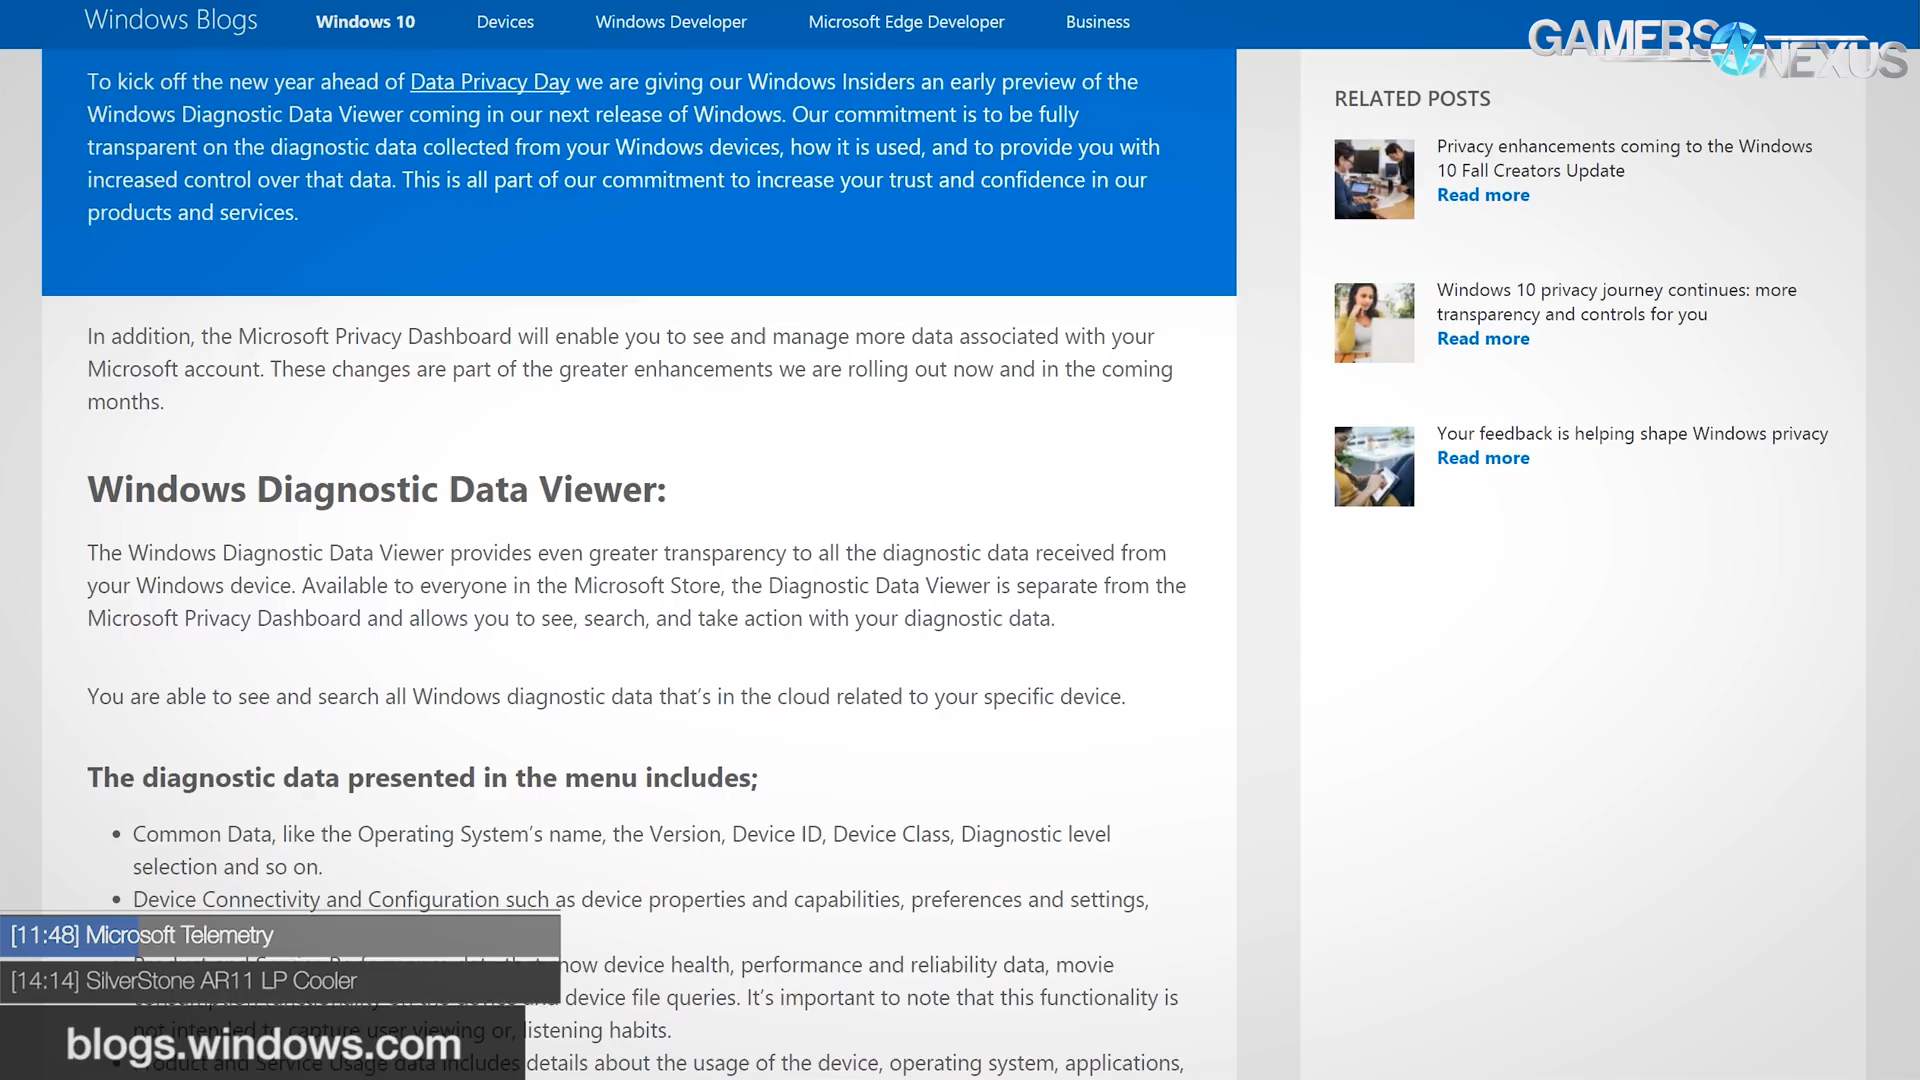 Windows Blogs
Windows 10
Devices
Windows Developer
Microsoft Edge Developer
Business
GAMERS NEXUS
To kick off the new year ahead of Data Privacy Day we are giving our Windows Insiders an early preview of the
Windows Diagnostic Data Viewer coming in our next release of Windows. Our commitment is to be fully
transparent on the diagnostic data collected from your Windows devices, how it is used, and to provide you with
increased control over that data. This is all part of our commitment to increase your trust and confidence in our
products and services.
In addition, the Microsoft Privacy Dashboard will enable you to see and manage more data associated with your
Microsoft account. These changes are part of the greater enhancements we are rolling out now and in the coming
months.
Windows Diagnostic Data Viewer:
The Windows Diagnostic Data Viewer provides even greater transparency to all the diagnostic data received from
your Windows device. Available to everyone in the Microsoft Store, the Diagnostic Data Viewer is separate from the
Microsoft Privacy Dashboard and allows you to see, search, and take action with your diagnostic data.
You are able to see and search all Windows diagnostic data that's in the cloud related to your specific device.
The diagnostic data presented in the menu includes;
• Common Data, like the Operating System's name, the Version, Device ID, Device Class, Diagnostic level
selection and so on.
• Device Connectivity and Configuration such as device properties and capabilities, preferences and settings,
now device health, performance and reliability data, movie
device file queries. It's important to note that this functionality is
not intended to capture user viewing or, listening habits.
• Product and Service Usage data includes details about the usage of the device, operating system, applications,
RELATED POSTS
Privacy enhancements coming to the Windows
10 Fall Creators Update
Read more
Windows 10 privacy journey continues: more
transparency and controls for you
Read more
Your feedback is helping shape Windows privacy
Read more
[11:48] Microsoft Telemetry
[14:14] SilverStone AR11 LP Cooler
blogs.windows.com